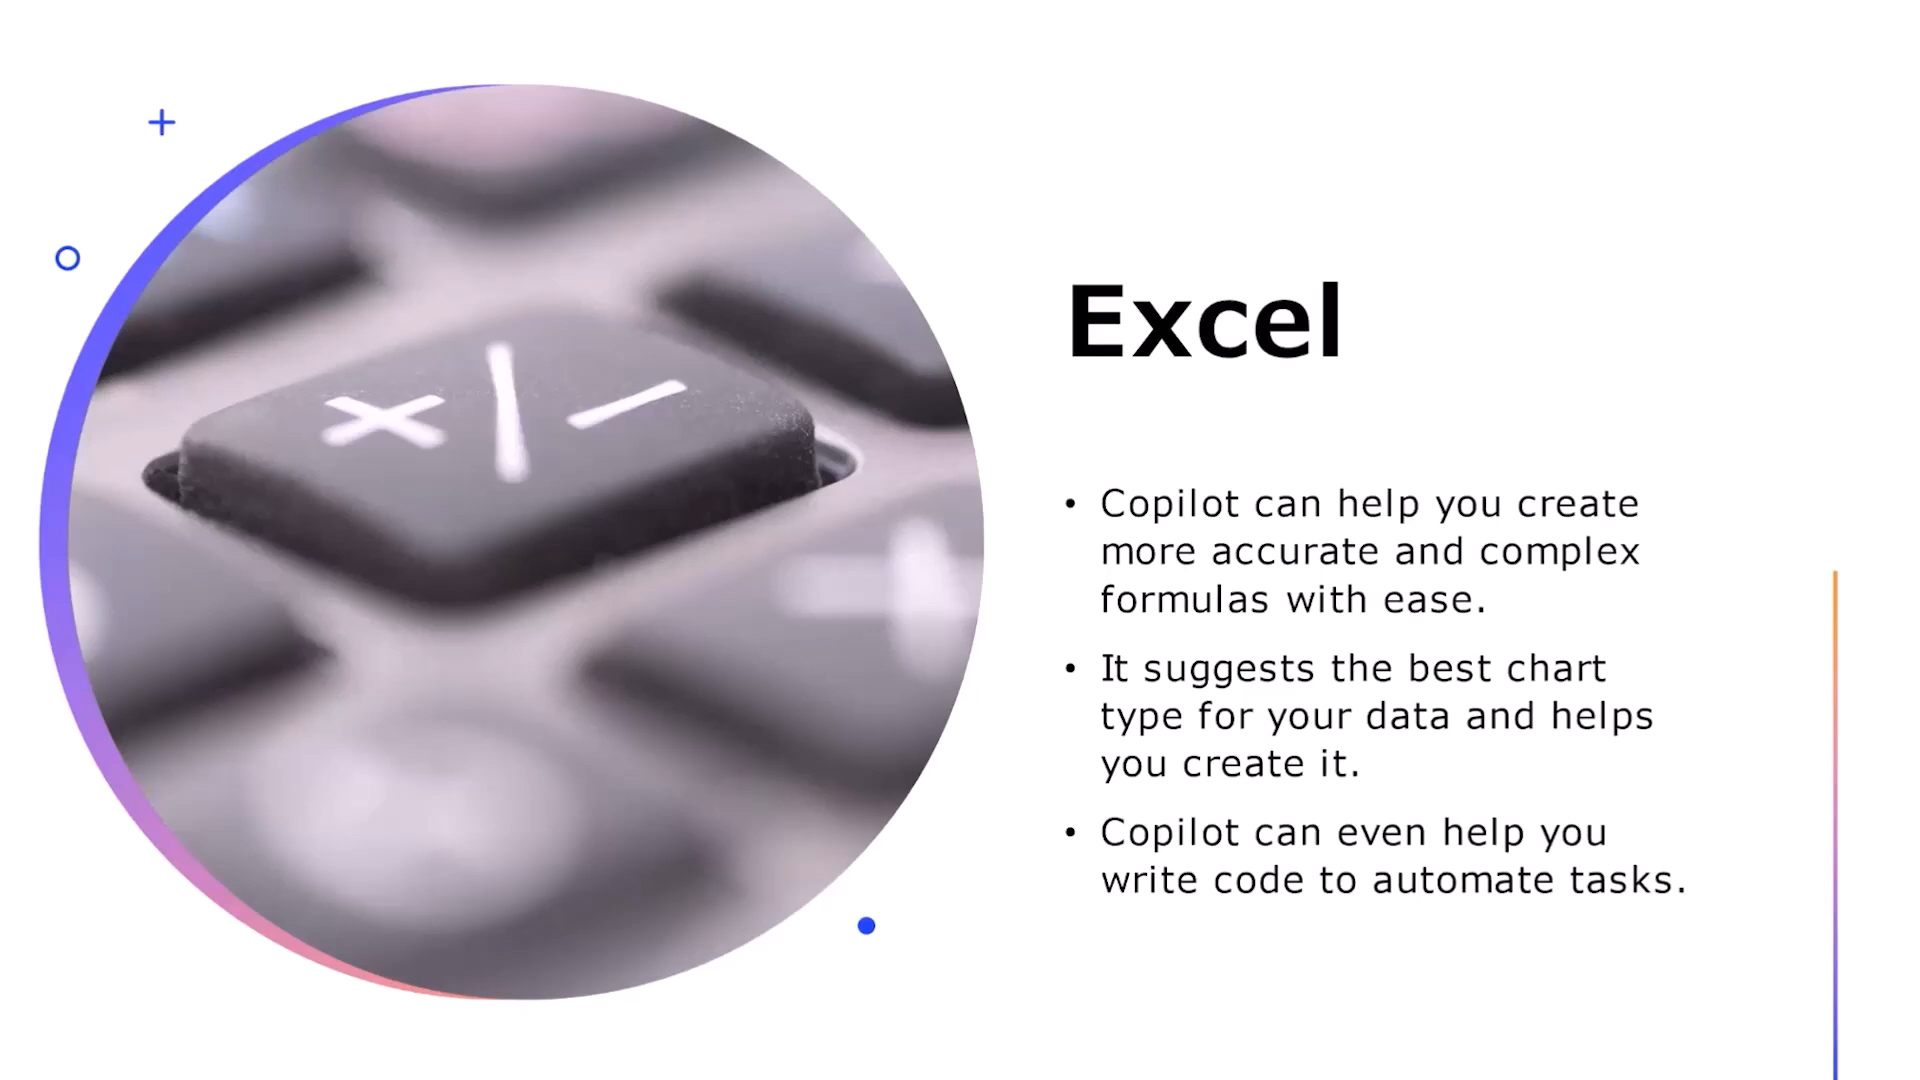 +/-
Excel
• Copilot can help you create
more accurate and complex
formulas with ease.
• It suggests the best chart
type for your data and helps
you create it.
• Copilot can even help you
write code to automate tasks.